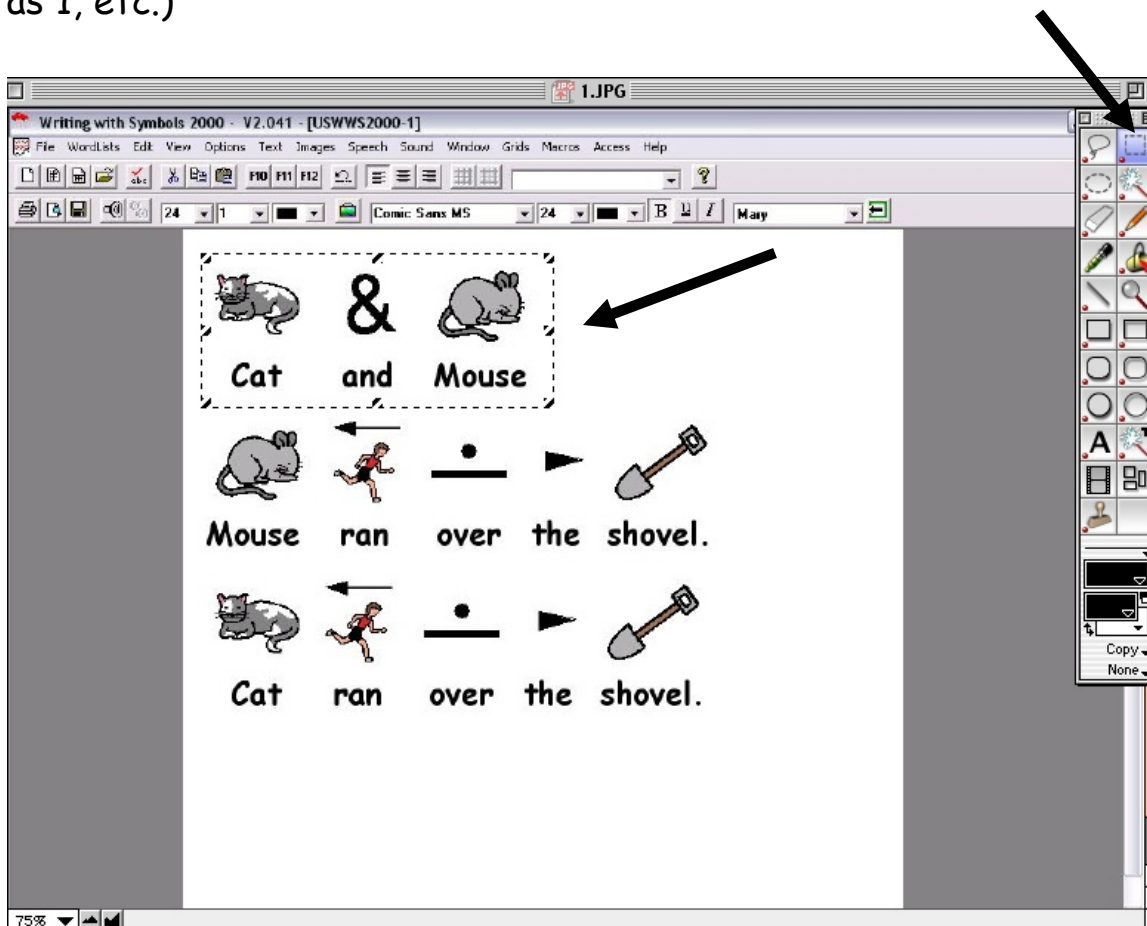 as 1, etc.)
1.JPG
Writing with Symbols 2000 - V2.041 - [USWWS2000-1]
File WordLists Edit View Options Text Images Speech Sound Window Grids Macros Access Help
abc F10 F11 F12
24 1 Comic Sans MS 24 B U I Mary
&
Cat and Mouse
Mouse ran over the shovel.
Cat ran over the shovel.
A
Copy
None
75%